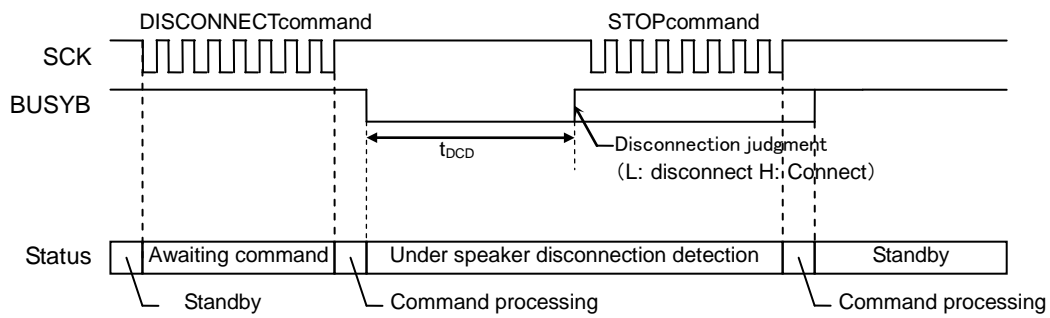 DISCONNECTcommand
STOPcommand
SCK
BUSYB
tDCD
Disconnection judgment
(L: disconnect H: Connect)
Status
Awaiting command
Under speaker disconnection detection
Standby
Standby
Command processing
Command processing